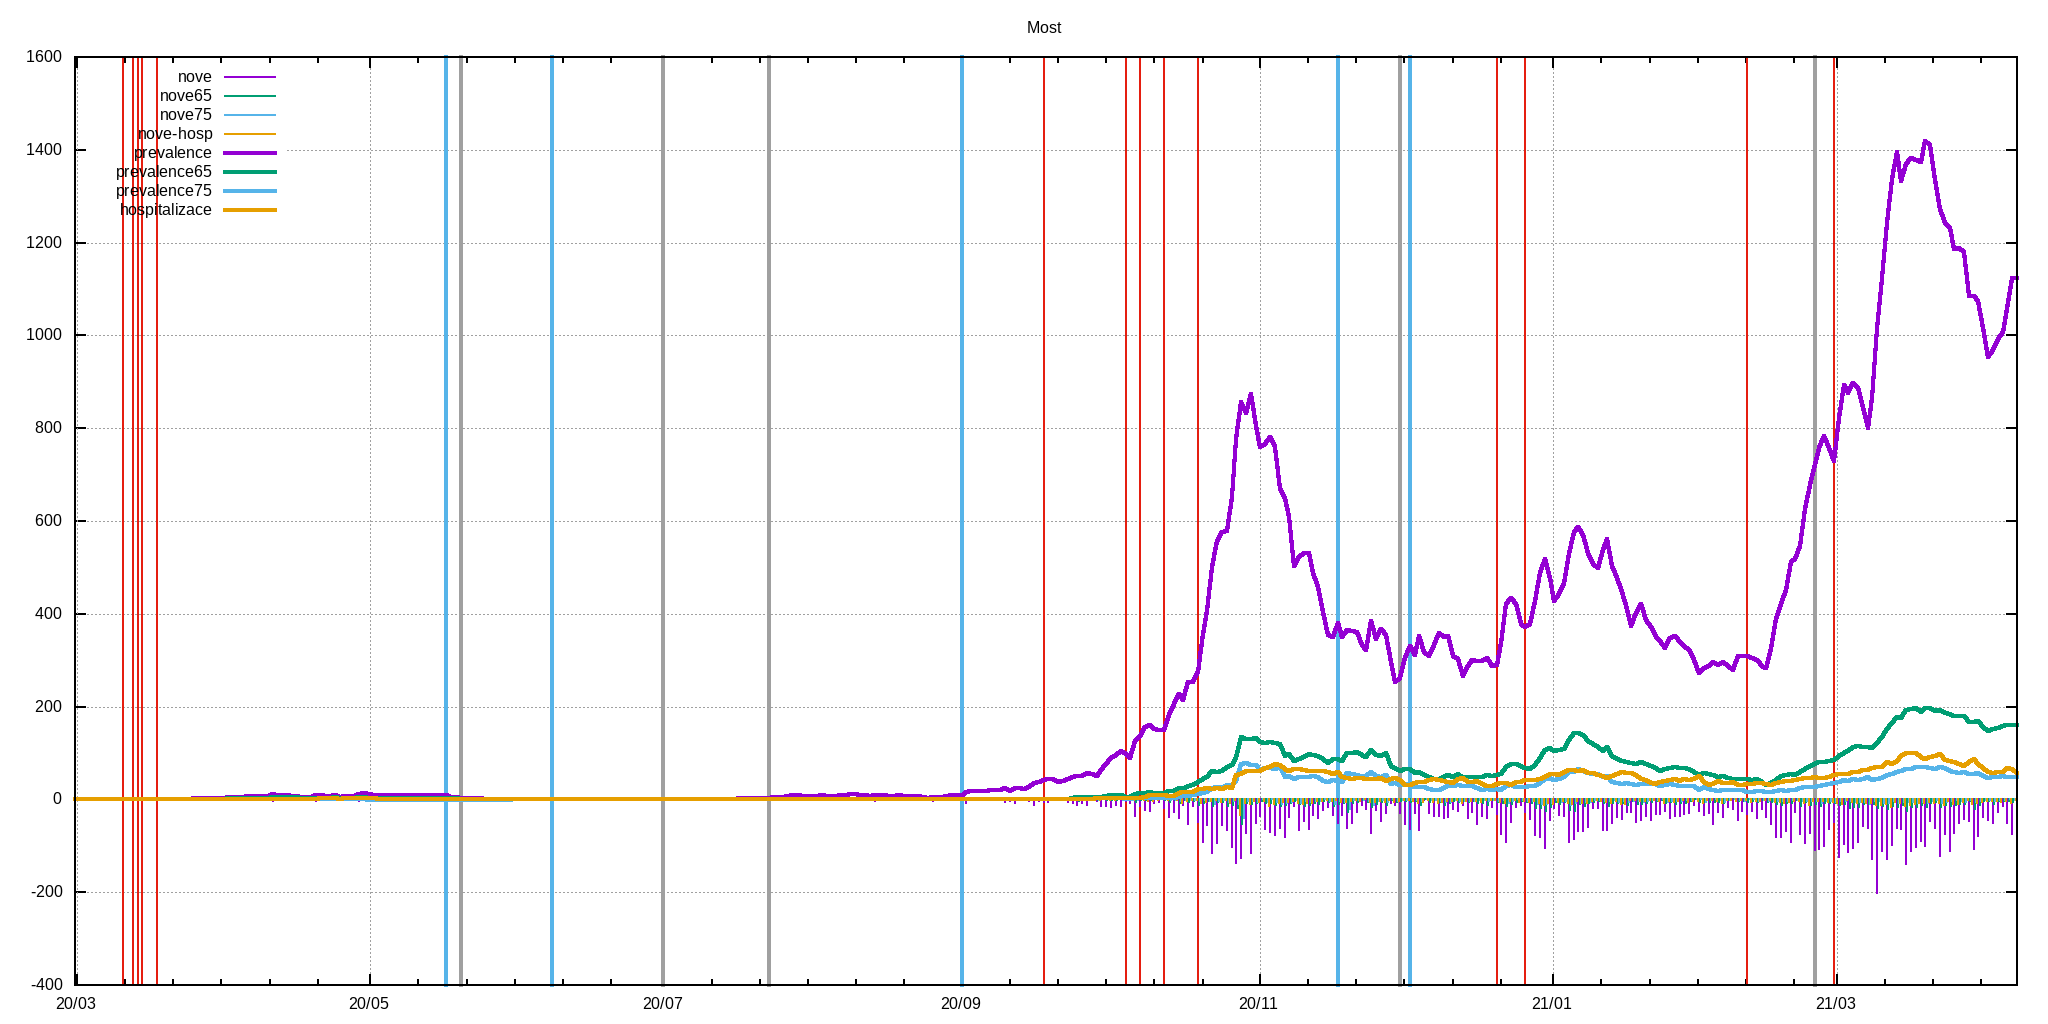 Most
1600
1400
1200
1000
800
600
400
200
0
-200
-400
nove
nove65
nove75
nove-hosp
prevalence
prevalence65
prevalence75
hospitalizace
20/03 20/05 20/07 20/09 20/11 21/01 21/03